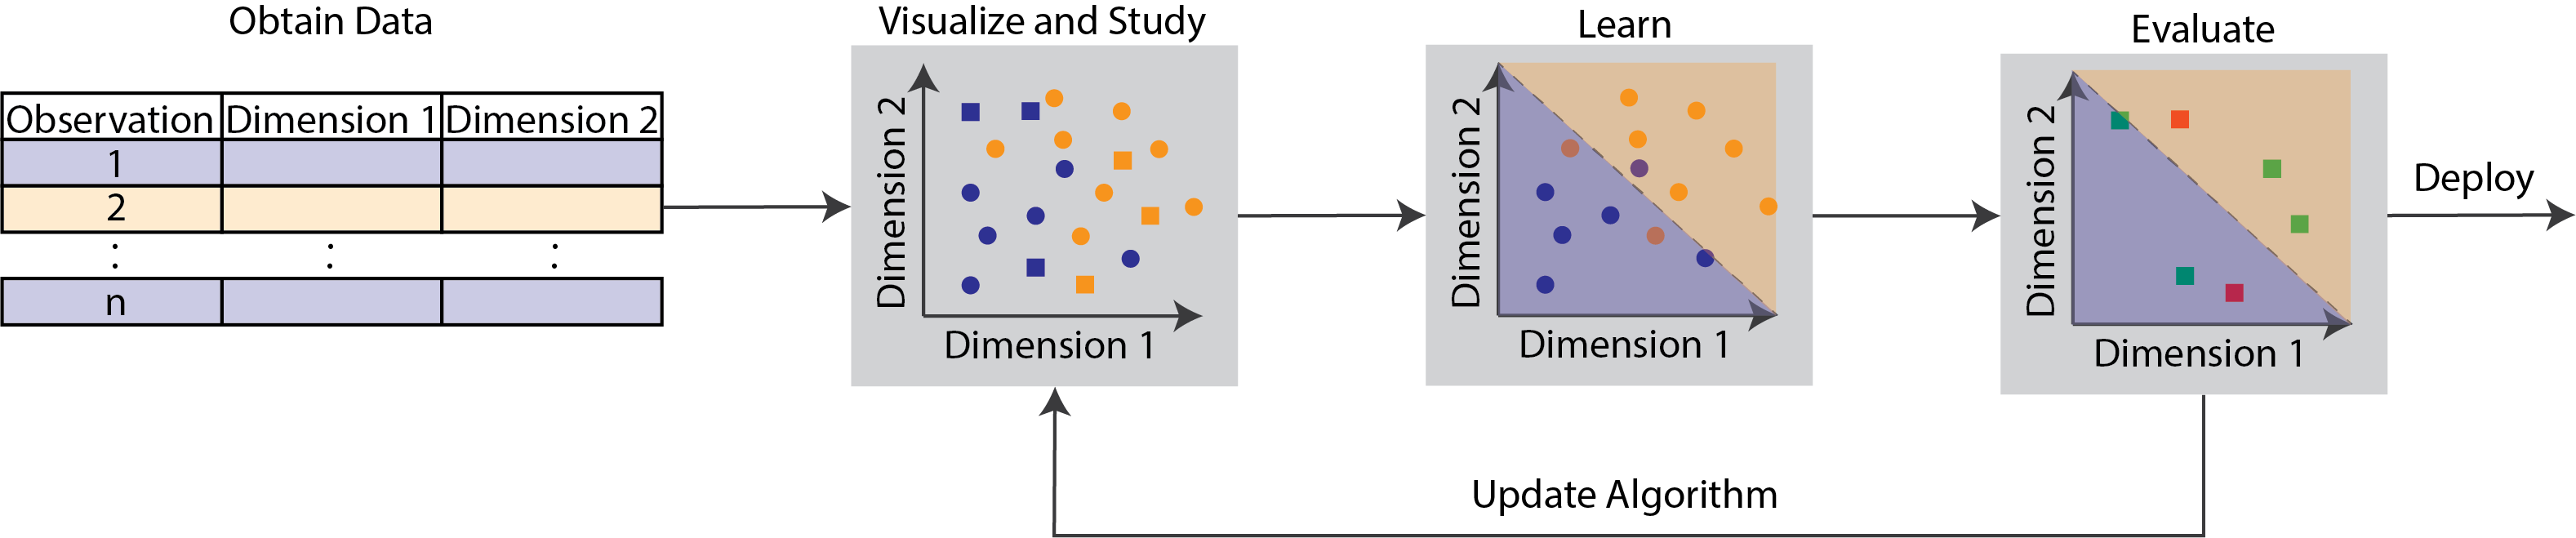 Obtain Data
Observation Dimension 1 Dimension 2
1
2
: : :
n
Visualize and Study
Dimension 2
Dimension 1
Learn
Dimension 2
Dimension 1
Evaluate
Dimension 2
Dimension 1
Deploy
Update Algorithm